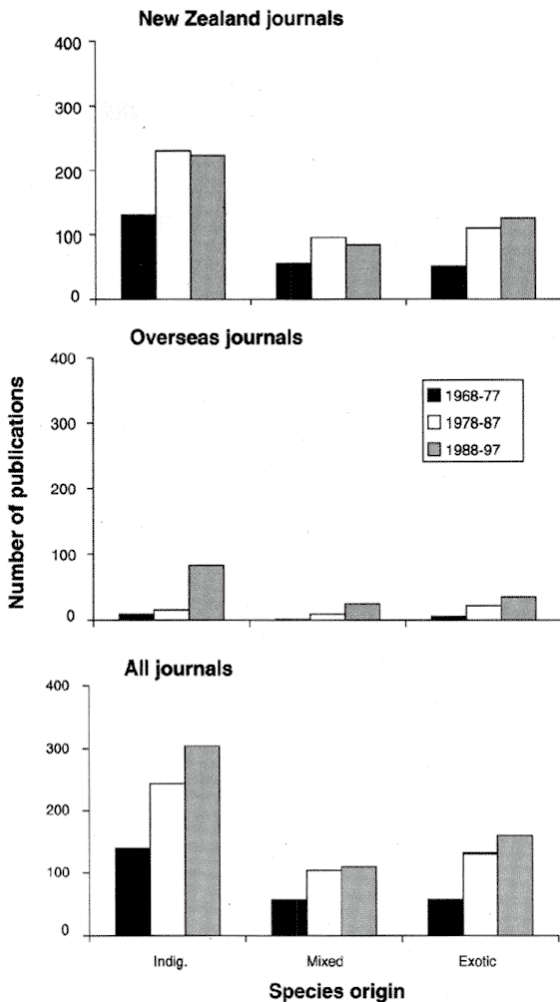 New Zealand journals
400
300
200
100
0
Overseas journals
400
300
200
100
0
1968-77
1978-87
1988-97
Number of publications
All journals
400
300
200
100
0
Indig.
Mixed
Exotic
Species origin